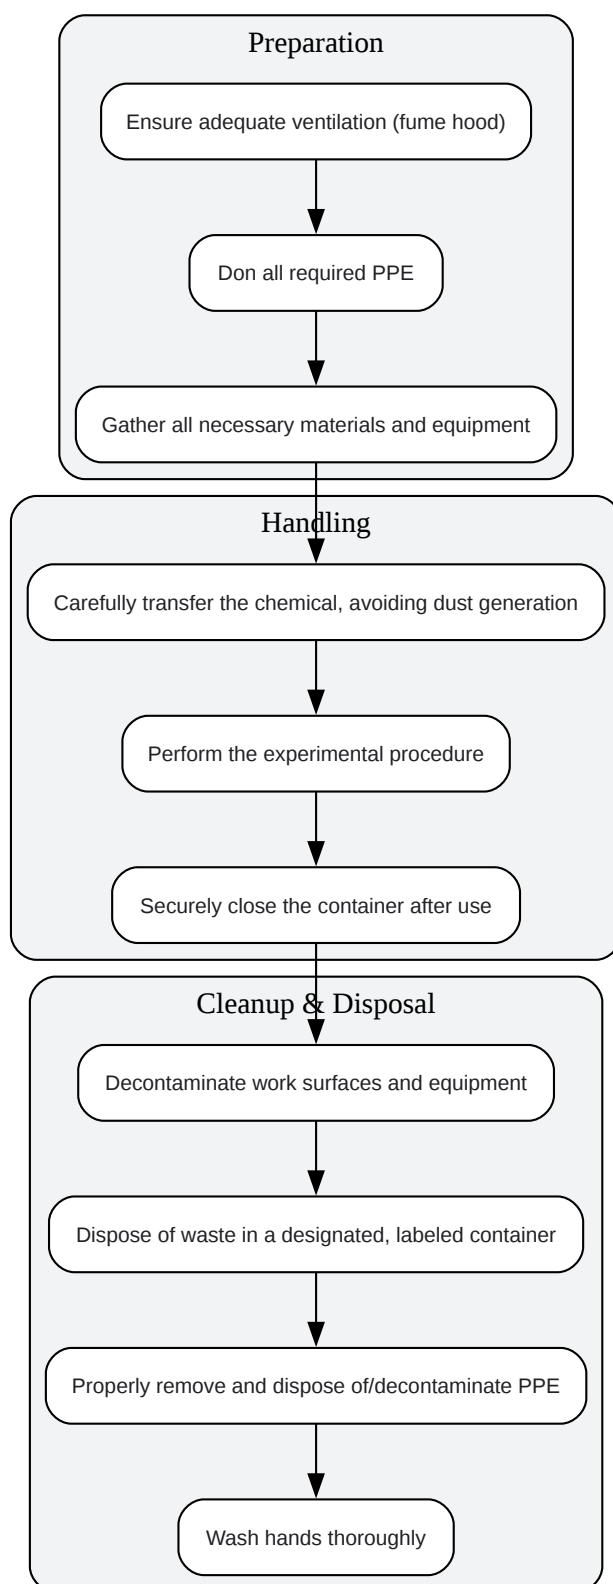 Preparation
Ensure adequate ventilation (fume hood)
Don all required PPE
Gather all necessary materials and equipment
Handling
Carefully transfer the chemical, avoiding dust generation
Perform the experimental procedure
Securely close the container after use
Cleanup & Disposal
Decontaminate work surfaces and equipment
Dispose of waste in a designated, labeled container
Properly remove and dispose of/decontaminate PPE
Wash hands thoroughly